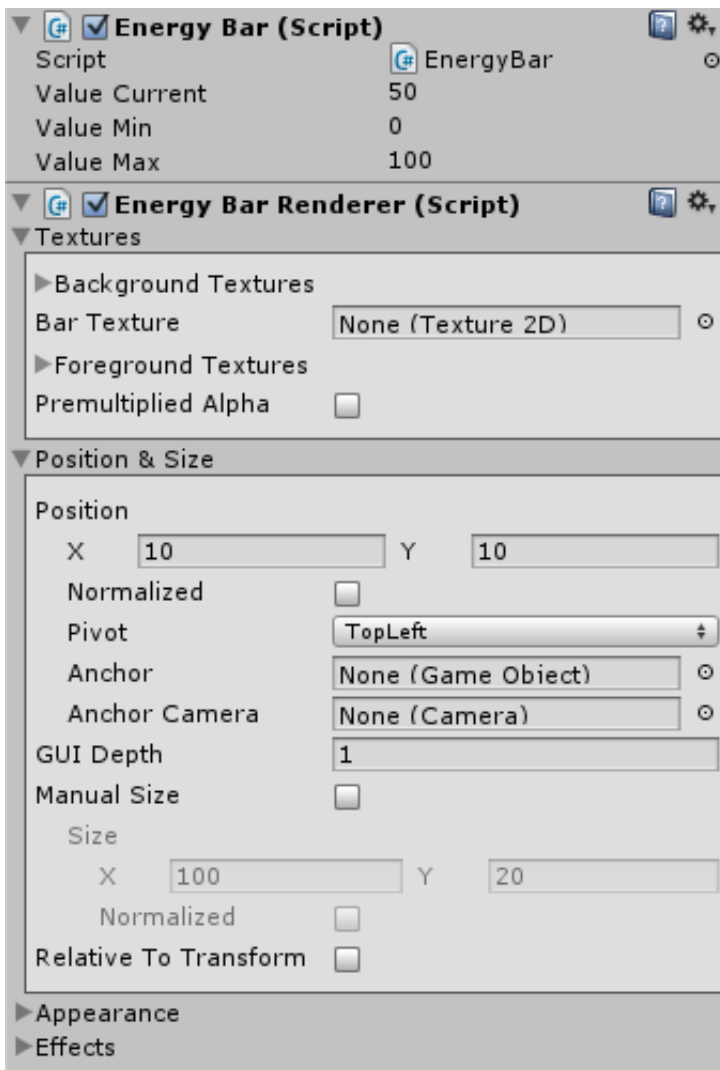 Energy Bar (Script)
Script EnergyBar
Value Current 50
Value Min 0
Value Max 100
Energy Bar Renderer (Script)
Textures
Background Textures
Bar Texture None (Texture 2D)
Foreground Textures
Premultiplied Alpha
Position & Size
Position
X 10 Y 10
Normalized
Pivot TopLeft
Anchor None (Game Object)
Anchor Camera None (Camera)
GUI Depth 1
Manual Size
Size
X 100 Y 20
Normalized
Relative To Transform
Appearance
Effects